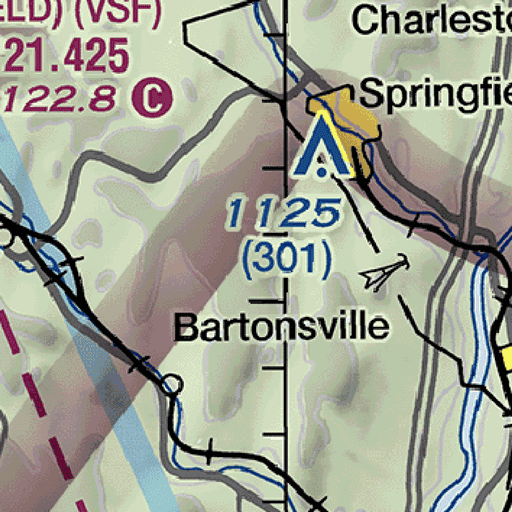 ELD) (VSF)
Charlesto
21.425
122.8 C
Springfie
1125
(301)
Bartonsville